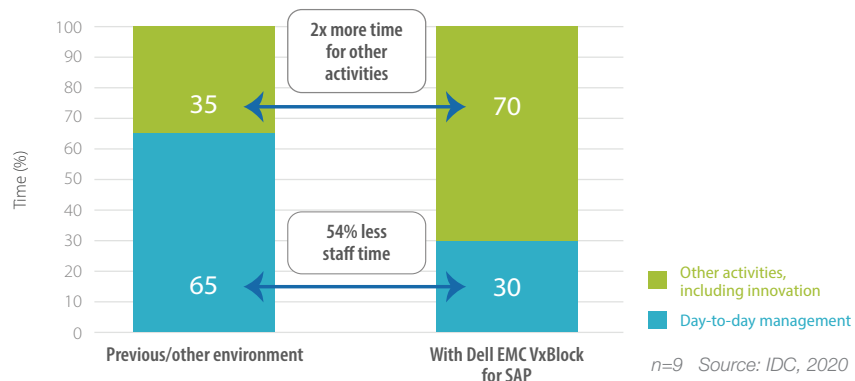 100
90
80
70
60
50
40
30
20
10
0
Time (%)
2x more time
for other
activities
35
70
54% less
staff time
65
30
Previous/other environment
With Dell EMC VxBlock
for SAP
Other activities,
including innovation
Day-to-day management
n=9 Source: IDC, 2020